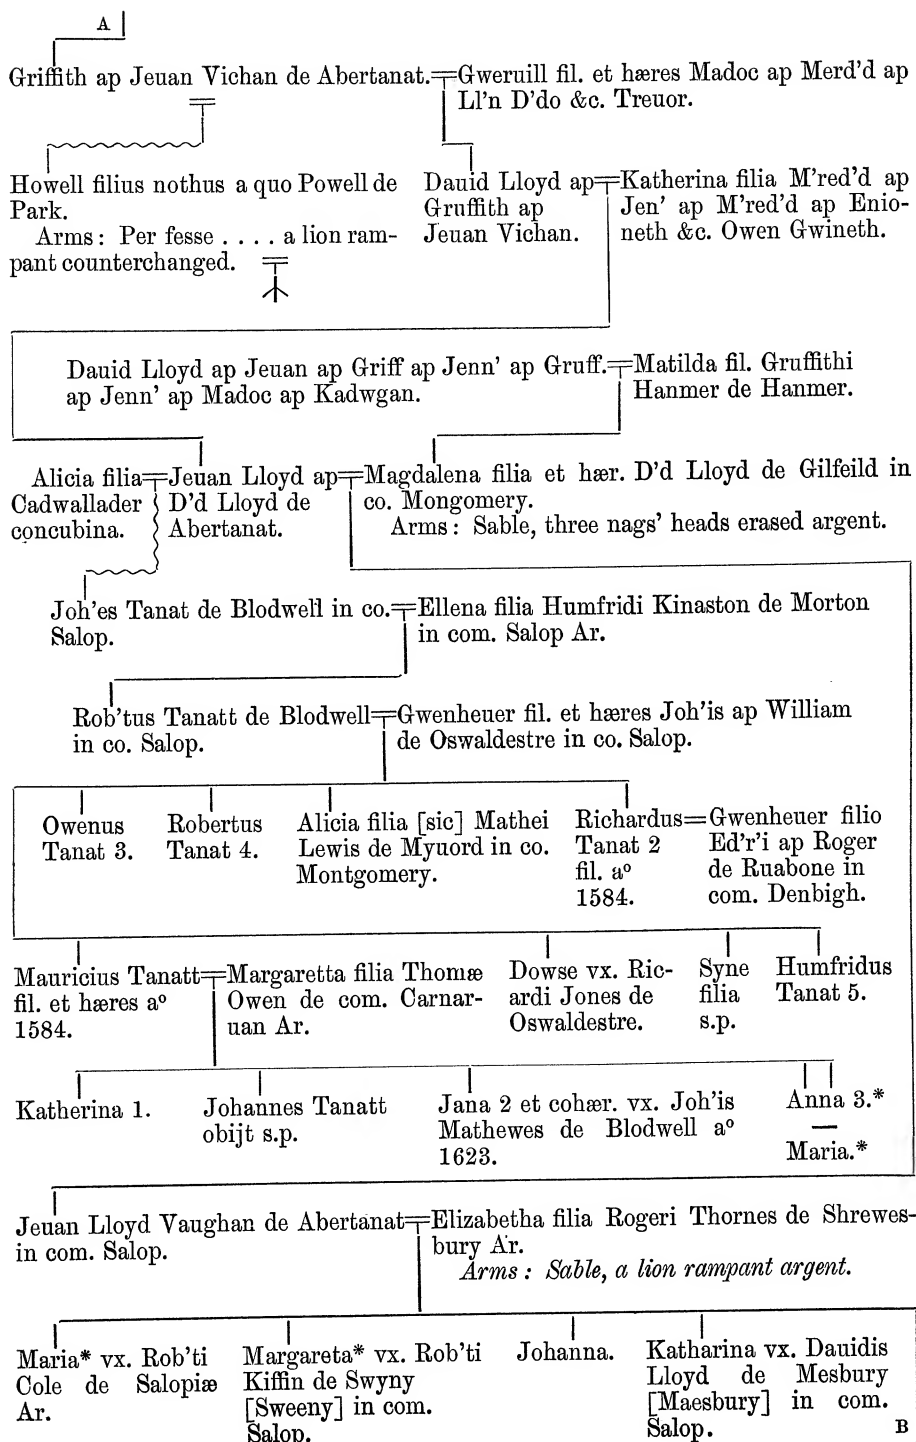 A
Griffith ap Jeuan Vichan de Abertanat.
Gweruill fil. et hæres Madoc ap Merd'd ap
Ll'n D'do &c. Treuor.
Howell filius nothus a quo Powell de
Park.
Arms: Per fesse . . . . a lion ram-
pant counterchanged.
Dauid Lloyd ap
Gruffith ap
Jeuan Vichan.
Katherina filia M'red'd ap
Jen' ap M'red'd ap Enio-
neth &c. Owen Gwineth.
Dauid Lloyd ap Jeuan ap Griff ap Jenn' ap Gruff.
ap Jenn' ap Madoc ap Kadwgan.
Matilda fil. Gruffithi
Hanmer de Hanmer.
Alicia filia
Cadwallader
concubina.
Jeuan Lloyd ap
D'd Lloyd de
Abertanat.
Magdalena filia et hær. D'd Lloyd de Gilfeild in
co. Mongomery.
Arms: Sable, three nags' heads erased argent.
Joh'es Tanat de Blodwell in co.
Salop.
Ellena filia Humfridi Kinaston de Morton
in com. Salop Ar.
Rob'tus Tanatt de Blodwell
in co. Salop.
Gwenheuer fil. et hæres Joh'is ap William
de Oswaldestre in co. Salop.
Owenus
Tanat 3.
Robertus
Tanat 4.
Alicia filia [sic] Mathei
Lewis de Myuord in co.
Montgomery.
Richardus
Tanat 2
fil. aº
1584.
Gwenheuer filio
Ed'r'i ap Roger
de Ruabone in
com. Denbigh.
Mauricius Tanatt
fil. et hæres aº
1584.
Margaretta filia Thomæ
Owen de com. Carnar-
uan Ar.
Dowse vx. Ric-
ardi Jones de
Oswaldestre.
Syne
filia
s.p.
Humfridus
Tanat 5.
Katherina 1.
Johannes Tanatt
obijt s.p.
Jana 2 et cohær. vx. Joh'is
Mathewes de Blodwell aº
1623.
Anna 3.*
Maria.*
Jeuan Lloyd Vaughan de Abertanat
in com. Salop.
Elizabetha filia Rogeri Thornes de Shrewes-
bury Ar.
Arms: Sable, a lion rampant argent.
Maria* vx. Rob'ti
Cole de Salopiæ
Ar.
Margareta* vx. Rob'ti
Kiffin de Swyny
[Sweeny] in com.
Salop.
Johanna.
Katharina vx. Dauidis
Lloyd de Mesbury
[Maesbury] in com.
Salop.
B